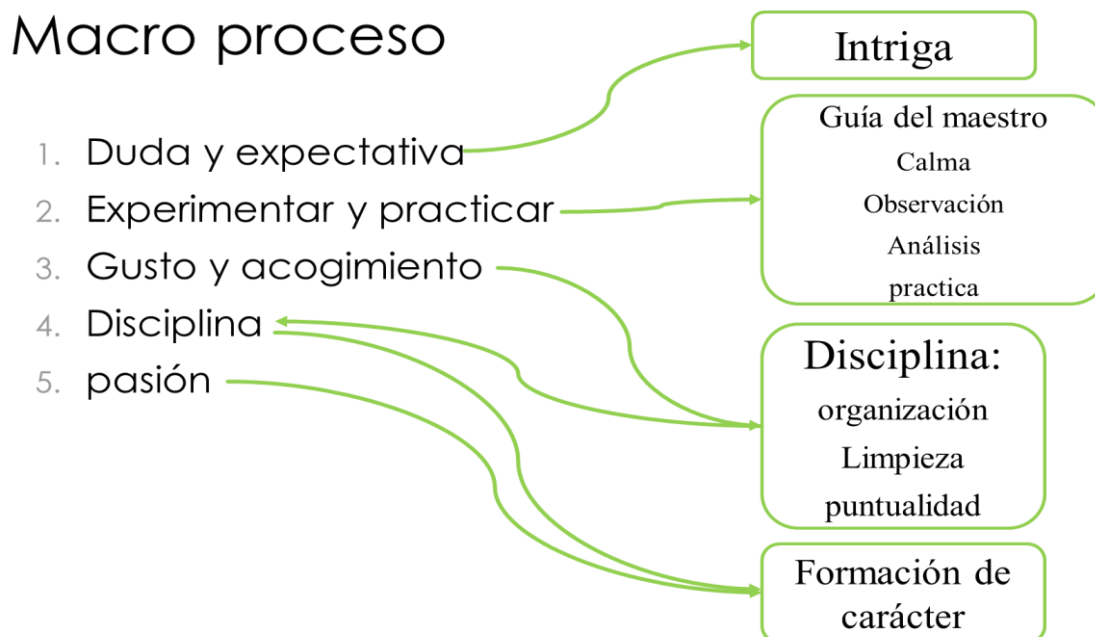 Macro proceso
1. Duda y expectativa
2. Experimentar y practicar
3. Gusto y acogimiento
4. Disciplina
5. pasión
Intriga
Guía del maestro
Calma
Observación
Análisis
practica
Disciplina:
organización
Limpieza
puntualidad
Formación de
carácter